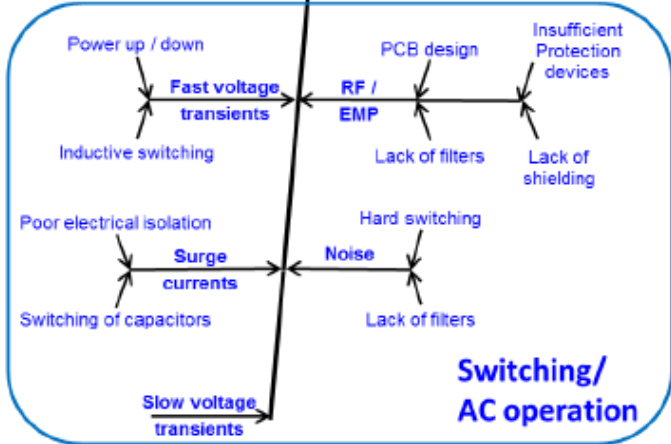 Power up / down
Fast voltage
transients
Inductive switching
PCB design
Insufficient
Protection
devices
RF /
EMP
Lack of filters
Lack of
shielding
Poor electrical isolation
Surge
currents
Switching of capacitors
Hard switching
Noise
Lack of filters
Slow voltage
transients
Switching/
AC operation